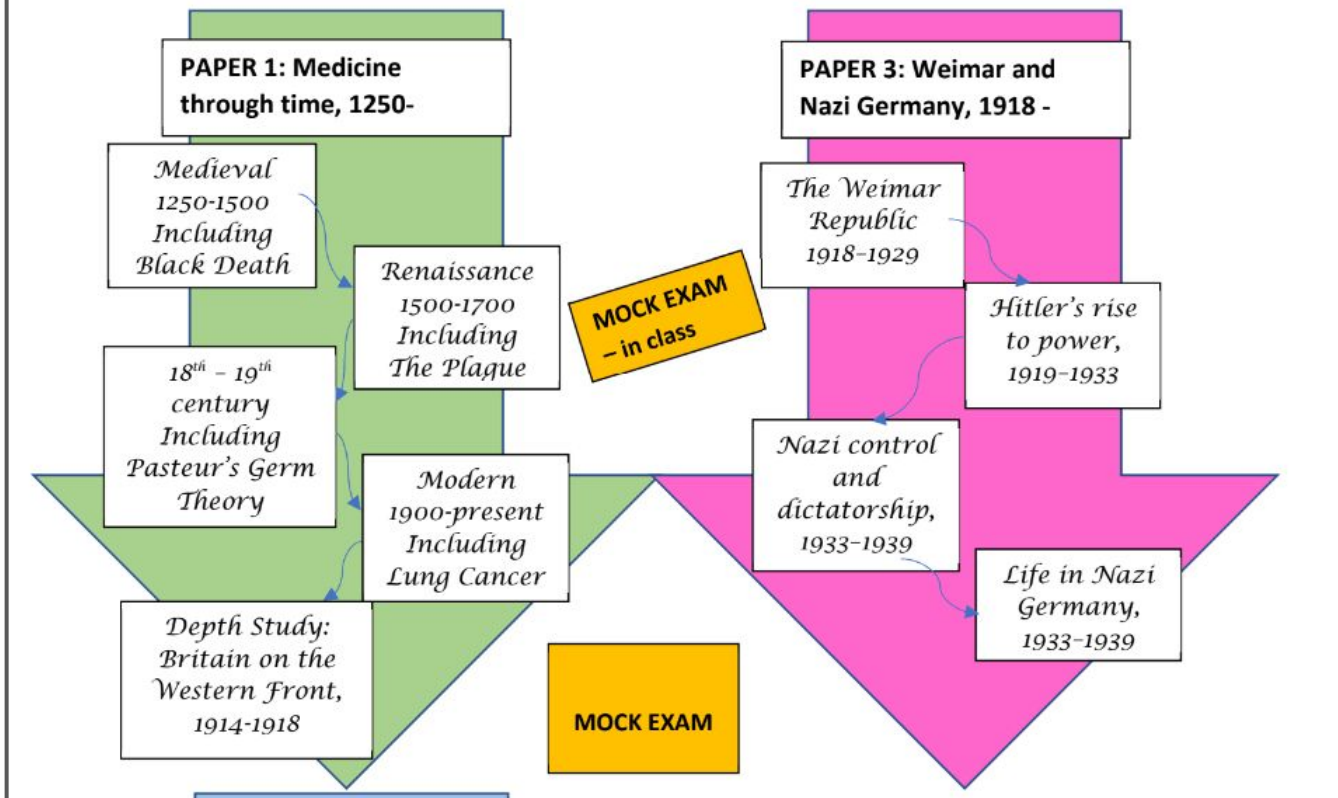 PAPER 1: Medicine
through time, 1250-
Medieval
1250-1500
Including
Black Death
Renaissance
1500-1700
Including
The Plague
18th – 19th
century
Including
Pasteur's Germ
Theory
Modern
1900-present
Including
Lung Cancer
Depth Study:
Britain on the
Western Front,
1914-1918
MOCK EXAM
– in class
MOCK EXAM
PAPER 3: Weimar and
Nazi Germany, 1918 -
The Weimar
Republic
1918–1929
Hitler's rise
to power,
1919–1933
Nazi control
and
dictatorship,
1933–1939
Life in Nazi
Germany,
1933–1939